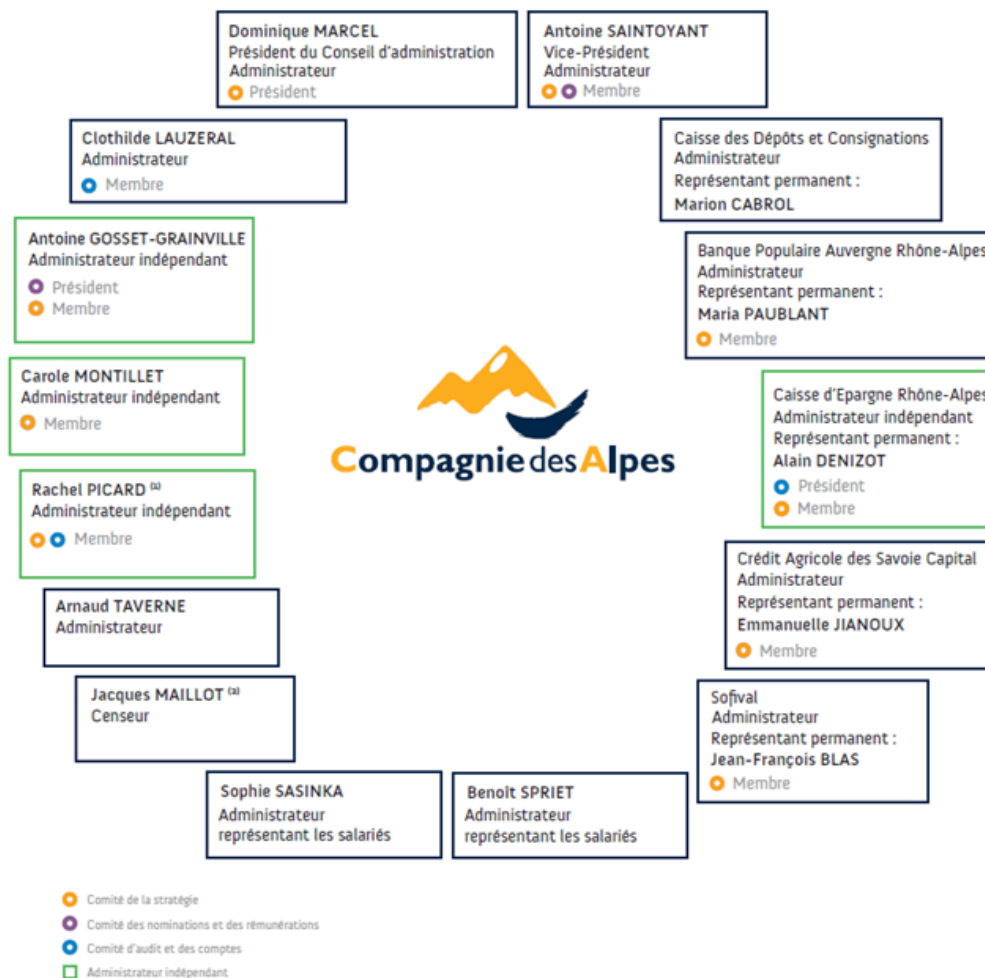 Dominique MARCEL
Président du Conseil d'administration
Administrateur
Président
Antoine SAINTOYANT
Vice-Président
Administrateur
Membre
Clothilde LAUZERAL
Administrateur
Membre
Caisse des Dépôts et Consignations
Administrateur
Représentant permanent :
Marion CABROL
Antoine GOSSET-GRAINVILLE
Administrateur indépendant
Président
Membre
Banque Populaire Auvergne Rhône-Alpes
Administrateur
Représentant permanent :
Maria PAUBLANT
Membre
Carole MONTILLET
Administrateur indépendant
Membre
Compagnie des Alpes
Caisse d'Epargne Rhône-Alpes
Administrateur indépendant
Représentant permanent :
Alain DENIZOT
Président
Membre
Rachel PICARD (1)
Administrateur indépendant
Membre
Crédit Agricole des Savoie Capital
Administrateur
Représentant permanent :
Emmanuelle JIANOUX
Membre
Arnaud TAVERNE
Administrateur
Jacques MAILLOT (2)
Censeur
Sofival
Administrateur
Représentant permanent :
Jean-François BLAS
Membre
Sophie SASINKA
Administrateur
représentant les salariés
Benoît SPRIET
Administrateur
représentant les salariés
Comité de la stratégie
Comité des nominations et des rémunérations
Comité d'audit et des comptes
Administrateur indépendant